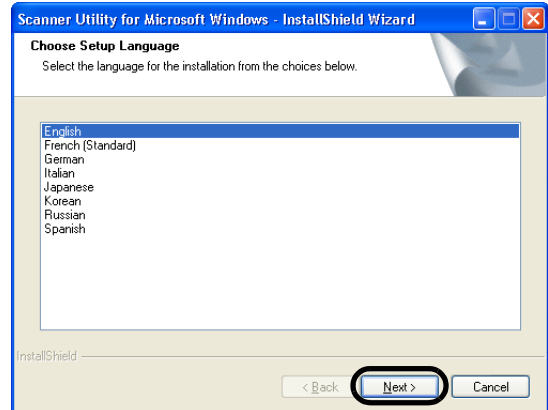 Scanner Utility for Microsoft Windows - InstallShield Wizard
Choose Setup Language
Select the language for the installation from the choices below.
English
French (Standard)
German
Italian
Japanese
Korean
Russian
Spanish
InstallShield
< Back Next > Cancel